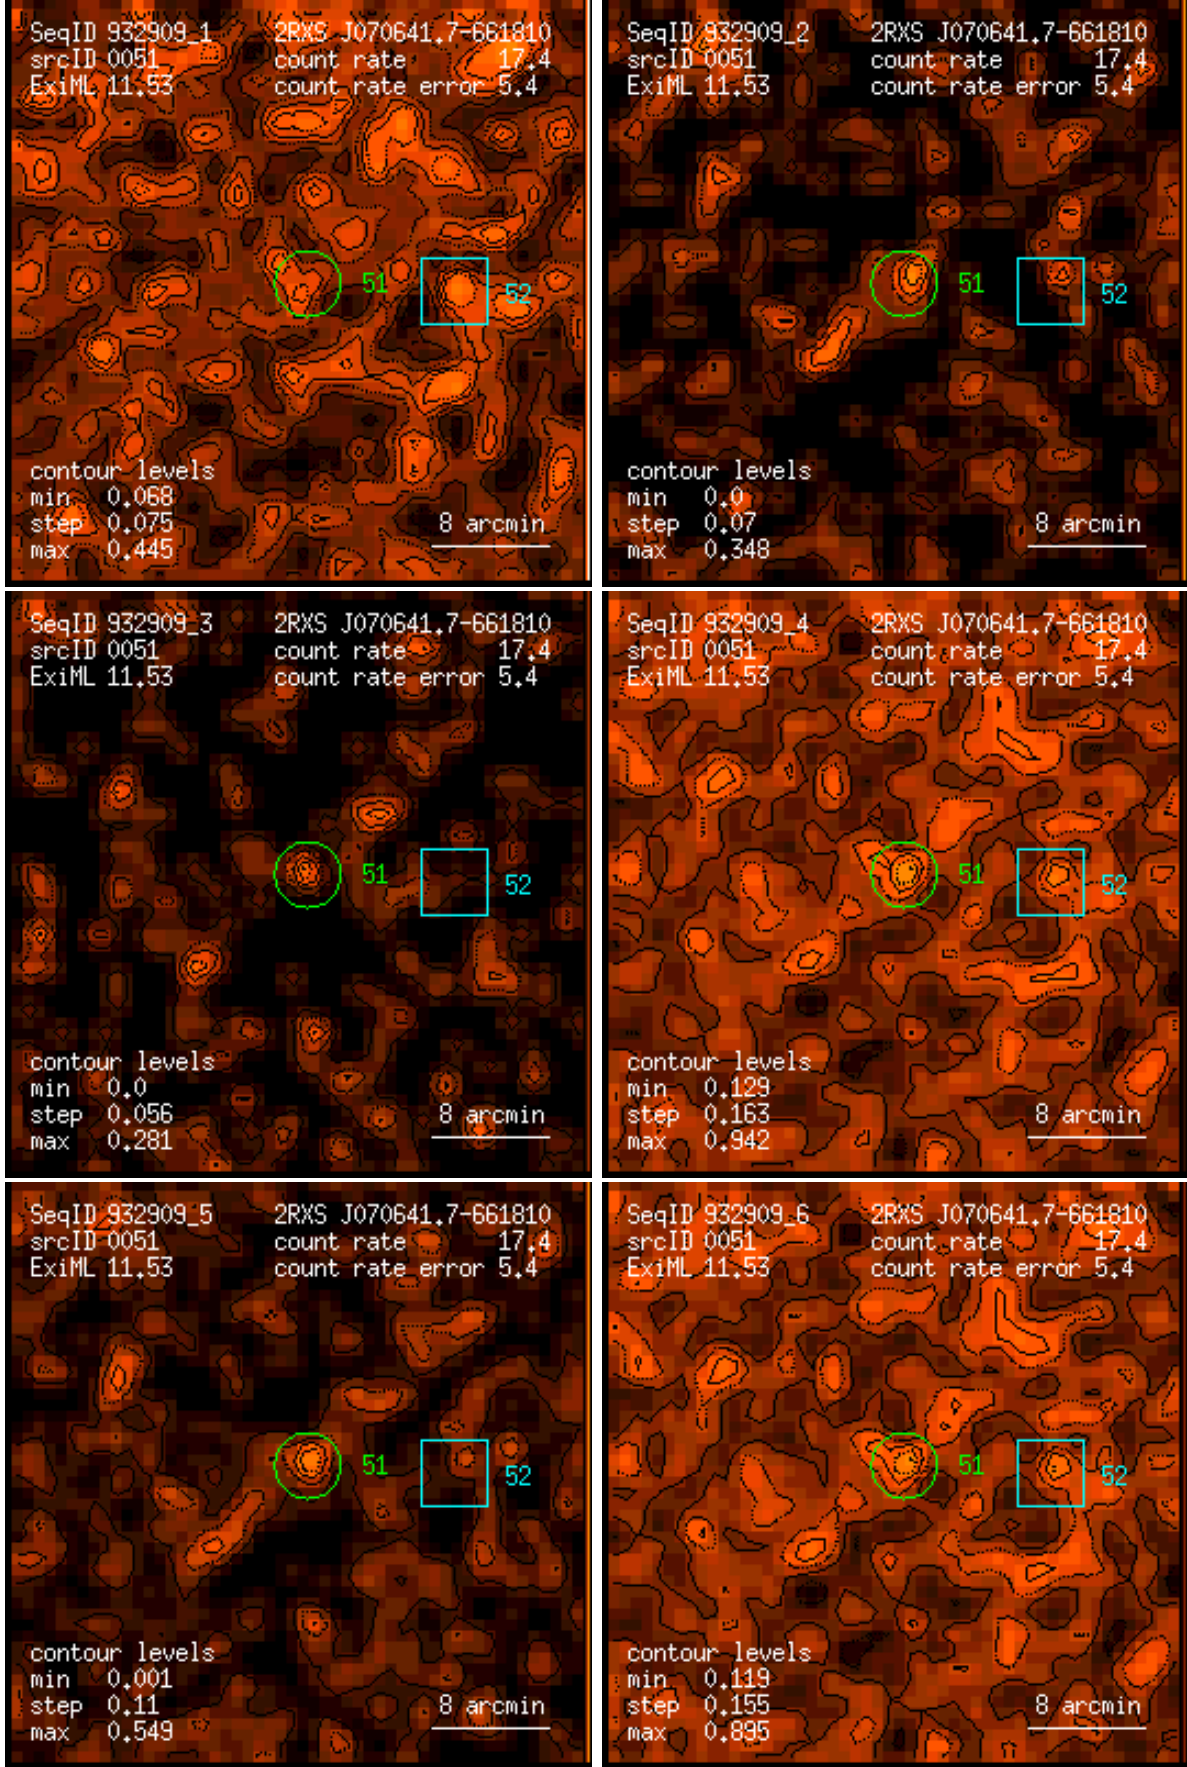 SeqID 932909_1 2RXS J070641.7-661810
srcID 0051 count rate 17.4
ExiML 11.53 count rate error 5.4
51
52
contour levels
min 0.068
step 0.075 8 arcmin
max 0.445
SeqID 932909_2 2RXS J070641.7-661810
srcID 0051 count rate 17.4
ExiML 11.53 count rate error 5.4
51
52
contour levels
min 0.0
step 0.07 8 arcmin
max 0.348
SeqID 932909_3 2RXS J070641.7-661810
srcID 0051 count rate 17.4
ExiML 11.53 count rate error 5.4
51
52
contour levels
min 0.0
step 0.056 8 arcmin
max 0.281
SeqID 932909_4 2RXS J070641.7-661810
srcID 0051 count rate 17.4
ExiML 11.53 count rate error 5.4
51
52
contour levels
min 0.129
step 0.163 8 arcmin
max 0.942
SeqID 932909_5 2RXS J070641.7-661810
srcID 0051 count rate 17.4
ExiML 11.53 count rate error 5.4
51
52
contour levels
min 0.001
step 0.11 8 arcmin
max 0.549
SeqID 932909_6 2RXS J070641.7-661810
srcID 0051 count rate 17.4
ExiML 11.53 count rate error 5.4
51
52
contour levels
min 0.119
step 0.155 8 arcmin
max 0.895